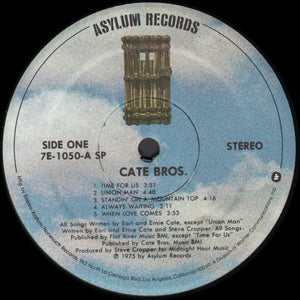 ASYLUM RECORDS
SIDE ONE
7E-1050-A SP
STEREO
CATE BROS.
1 TIME FOR US 3:51
2 UNION MAN 4:48
3 STANDIN' ON A MOUNTAIN TOP 4:16
4 ALWAYS WAITING 3:51
5 WHEN LOVE COMES 3:53
All Songs Written by Earl and Ernie Cate, except "Union Man"
Written by Earl and Ernie Cate and Steve Cropper, All Songs
Published by Flat River Music BMI, except "Time For Us"
Published by Cate Bros. Music BMI
Produced by Steve Cropper for Midnight Hour Music
℗ 1975 by Asylum Records